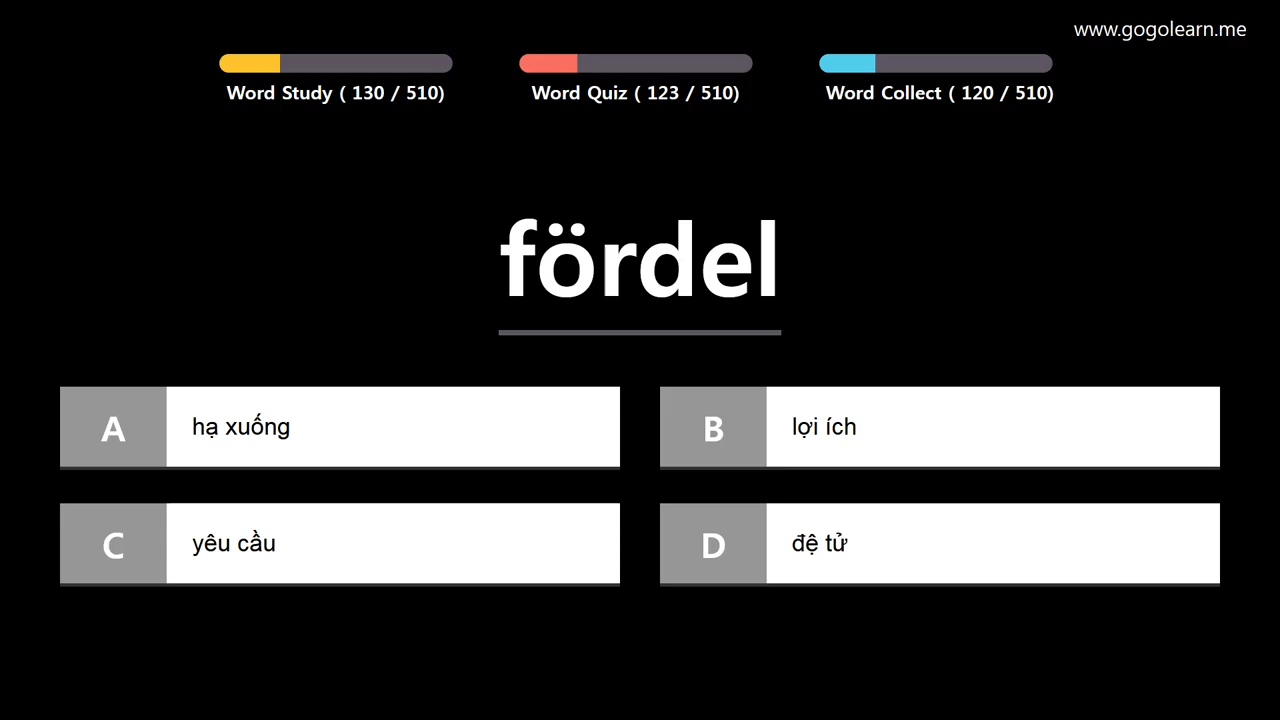 www.gogolearn.me
Word Study ( 130 / 510)
Word Quiz ( 123 / 510)
Word Collect ( 120 / 510)
fördel
A hạ xuống
B lợi ích
C yêu cầu
D đệ tử